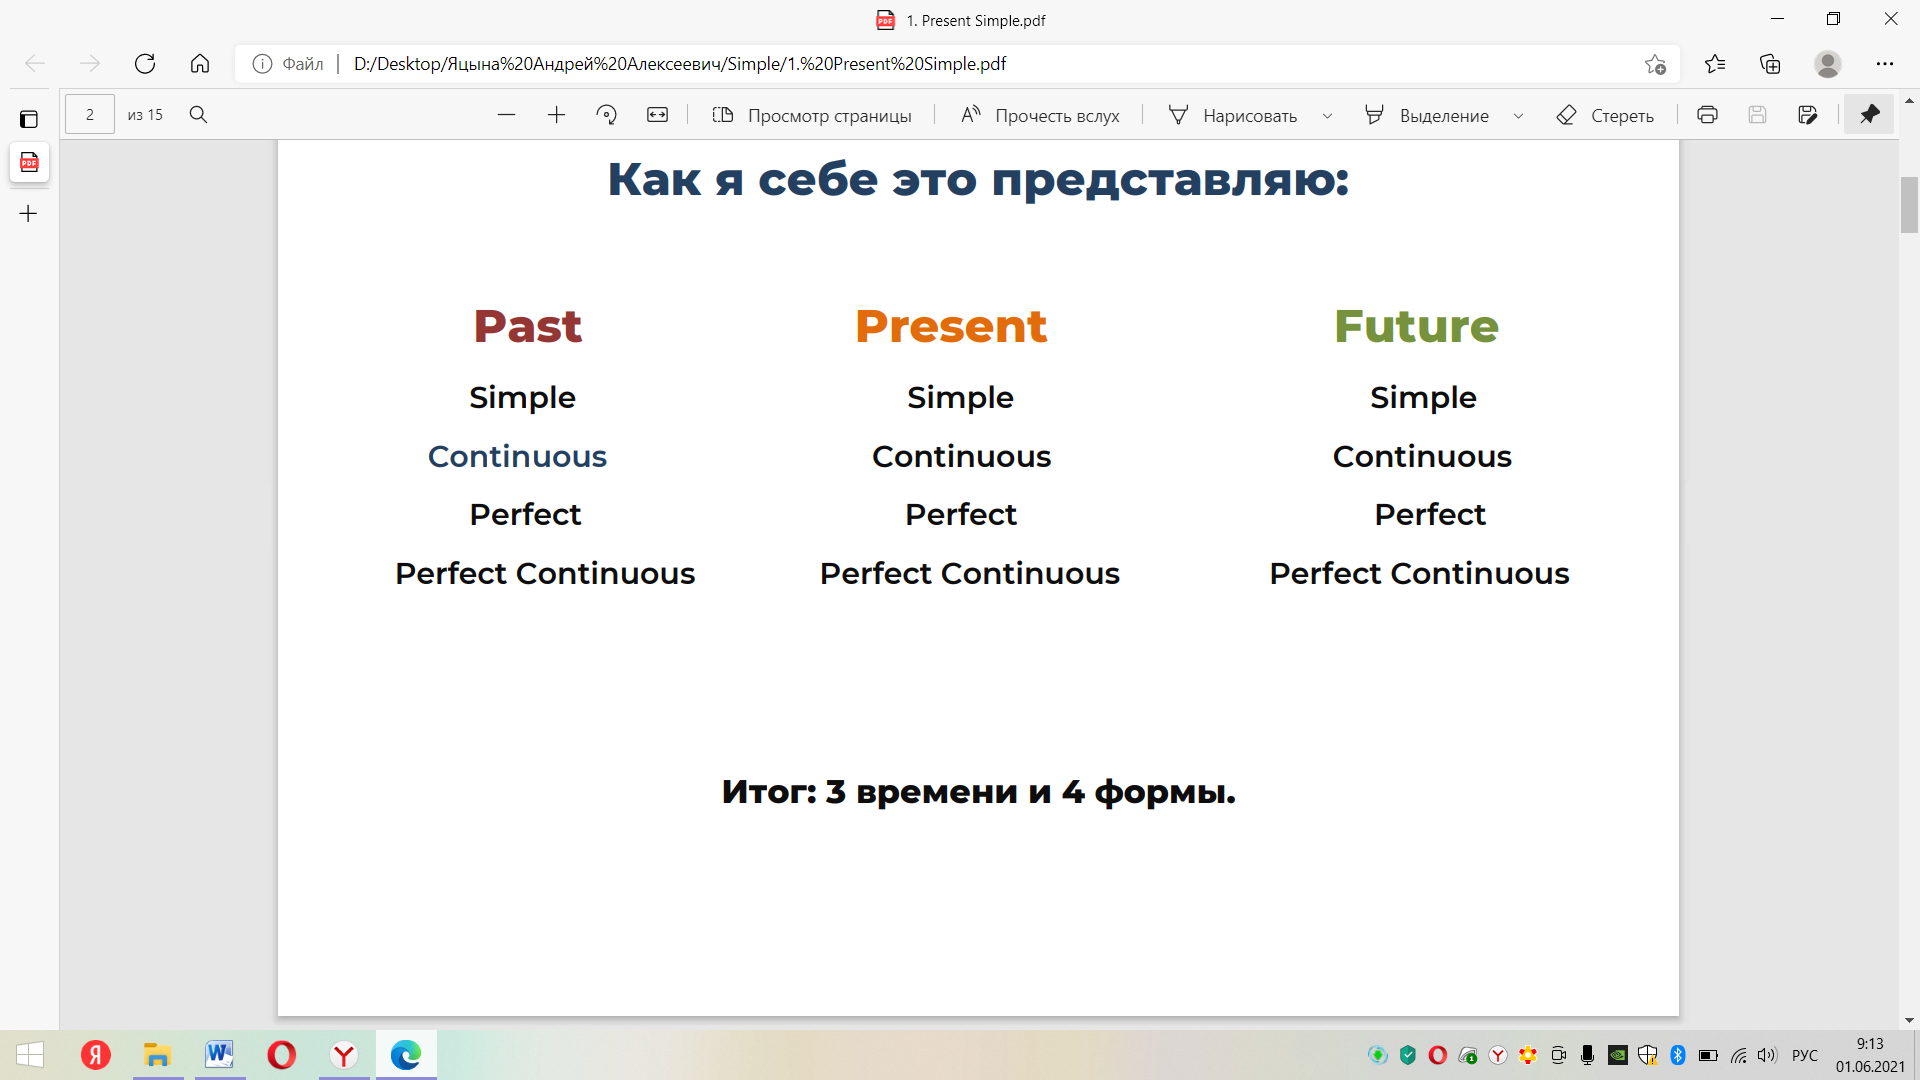 1. Present Simple.pdf
Файл D:/Desktop/Яцына%20Андрей%20Алексеевич/Simple/1.%20Present%20Simple.pdf
2 из 15 Просмотр страницы Прочесть вслух Нарисовать Выделение Стереть
Как я себе это представляю:
Past Present Future
Simple Simple Simple
Continuous Continuous Continuous
Perfect Perfect Perfect
Perfect Continuous Perfect Continuous Perfect Continuous
Итог: 3 времени и 4 формы.
РУС
9:13
01.06.2021